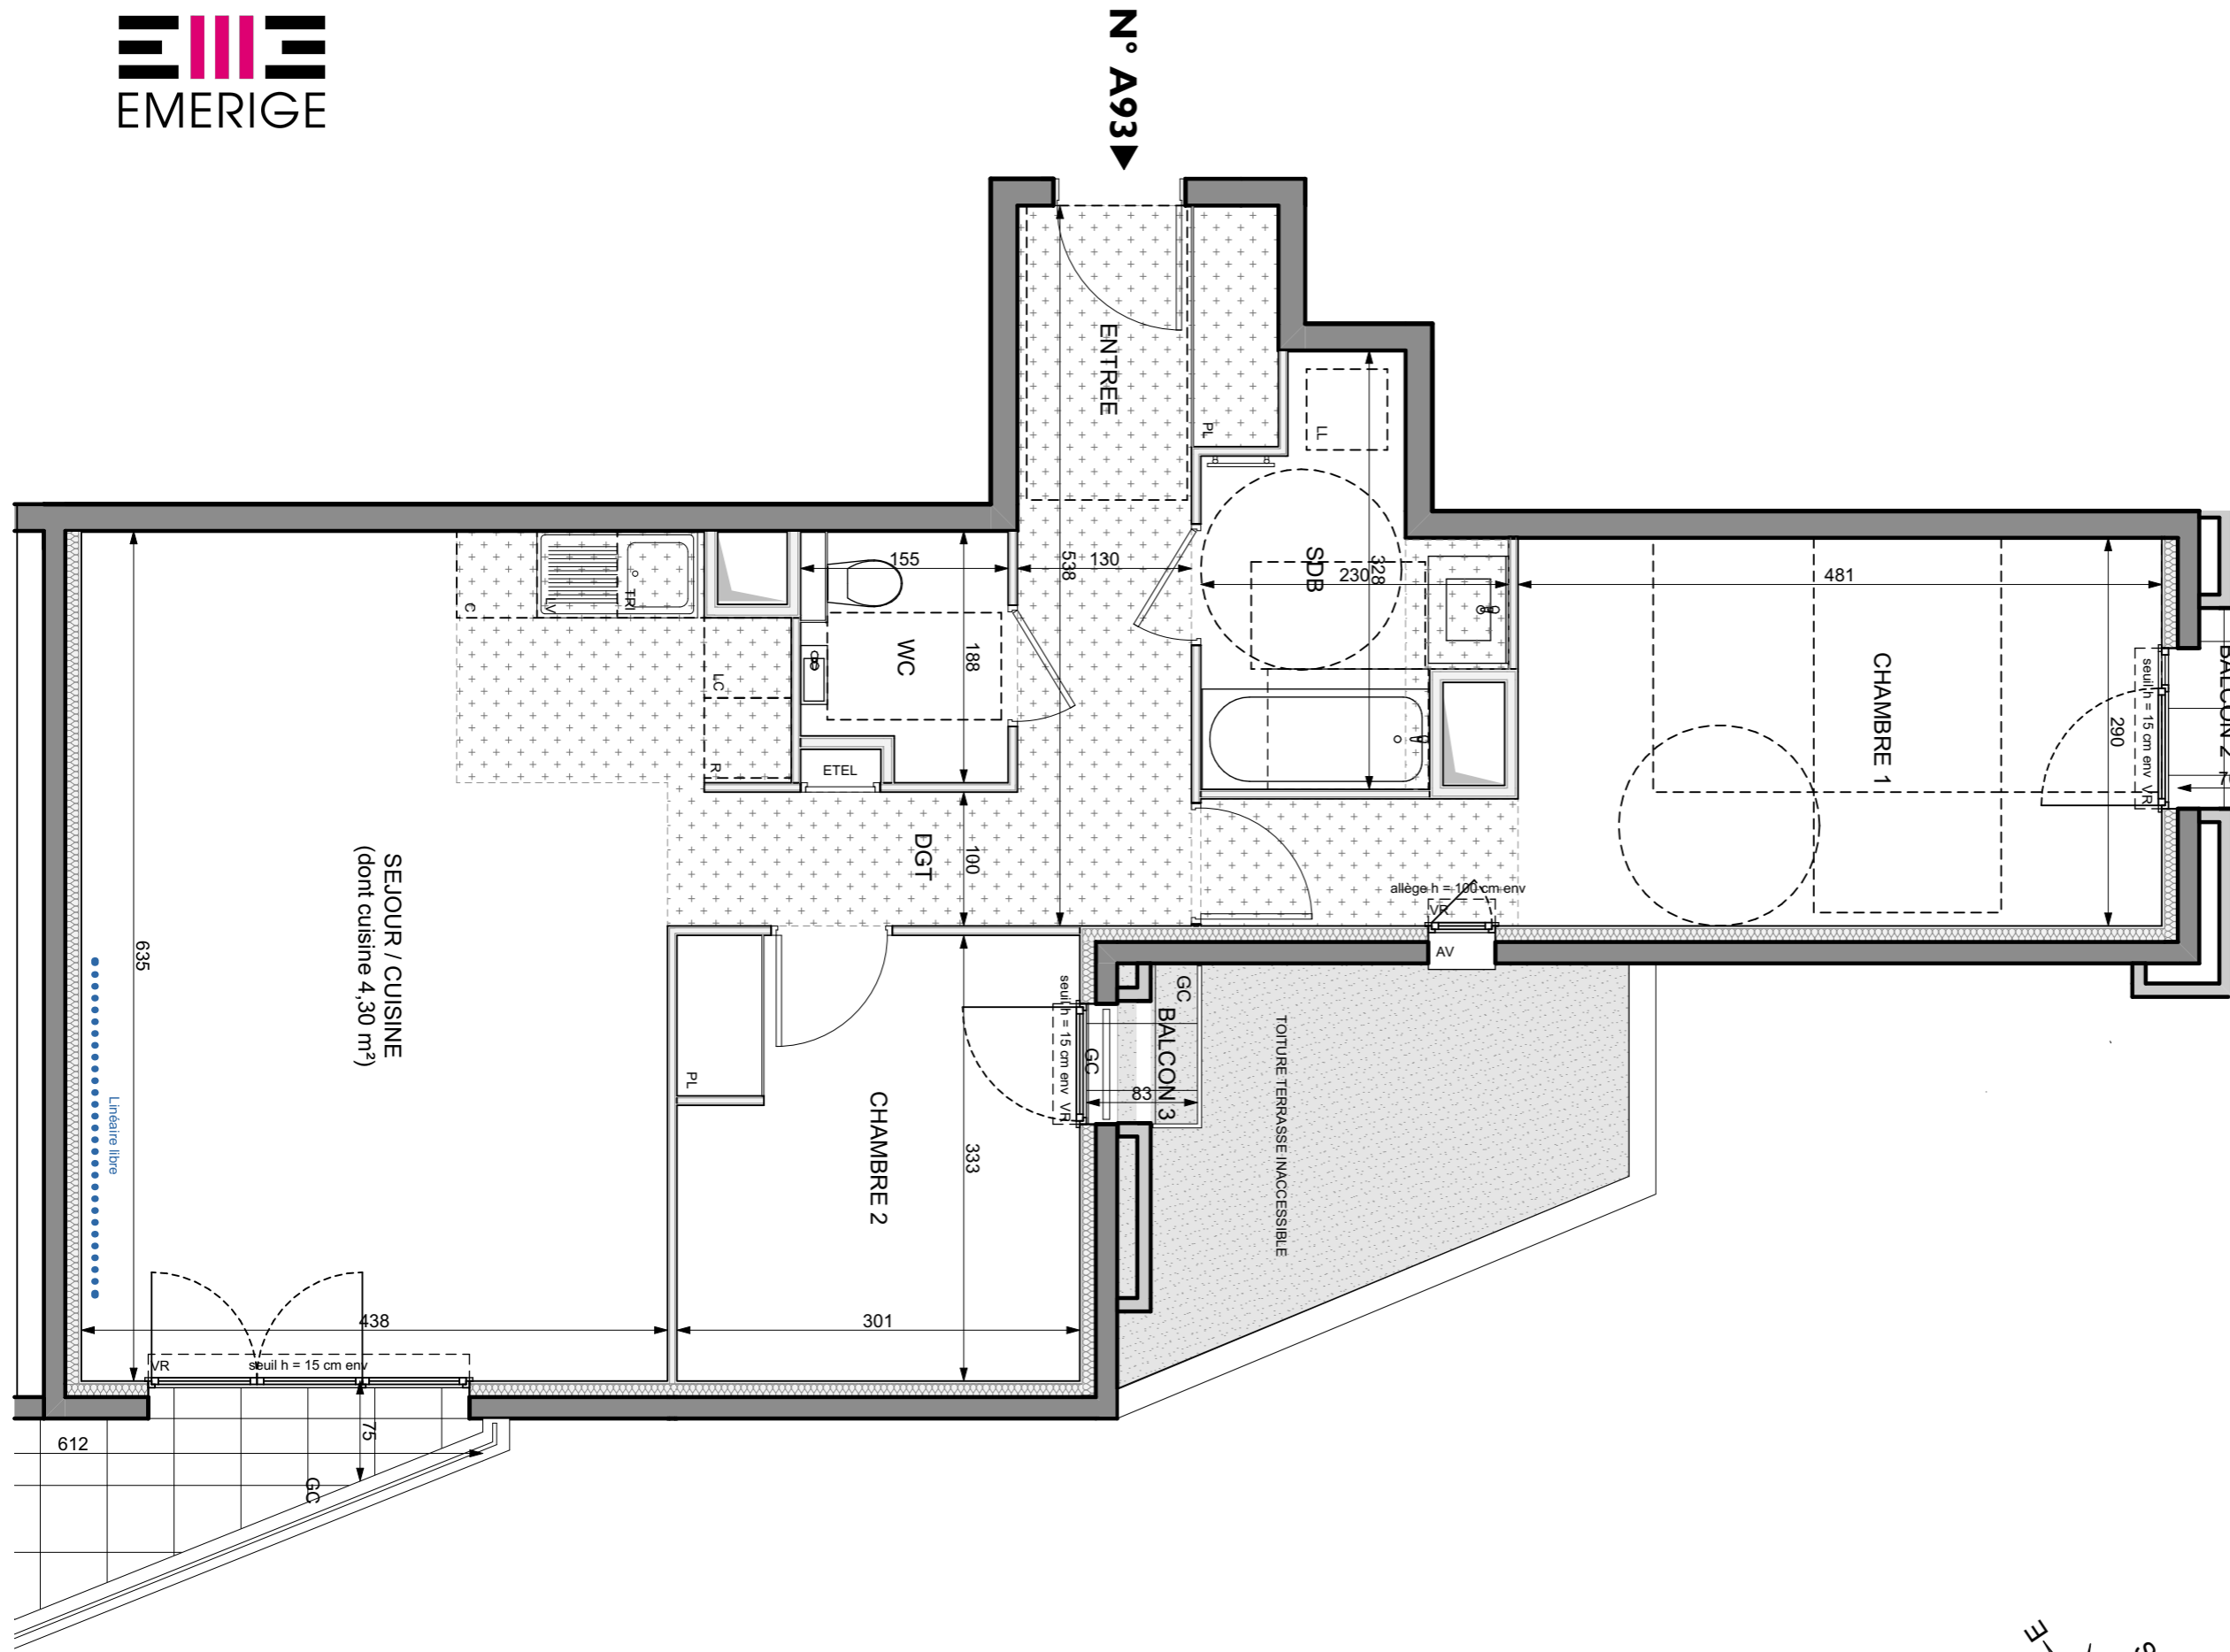 EMERIGE
N° A93
ENTREE
PL
LL
SDB
538
130
230
328
155
188
WC
ETEL
C
LV
TRI
LC
R
481
CHAMBRE 1
290
seuil h = 15 cm env VR
BALCON 2
DGT
100
allège h = 100 cm env
VR
AV
SEJOUR / CUISINE
(dont cuisine 4,30 m²)
635
Linéaire libre
PL
CHAMBRE 2
333
seuil h = 15 cm env VR
GC
GC
BALCON 3
83
TOITURE TERRASSE INACCESSIBLE
438
301
VR
seuil h = 15 cm env
75
612
GC
E
S